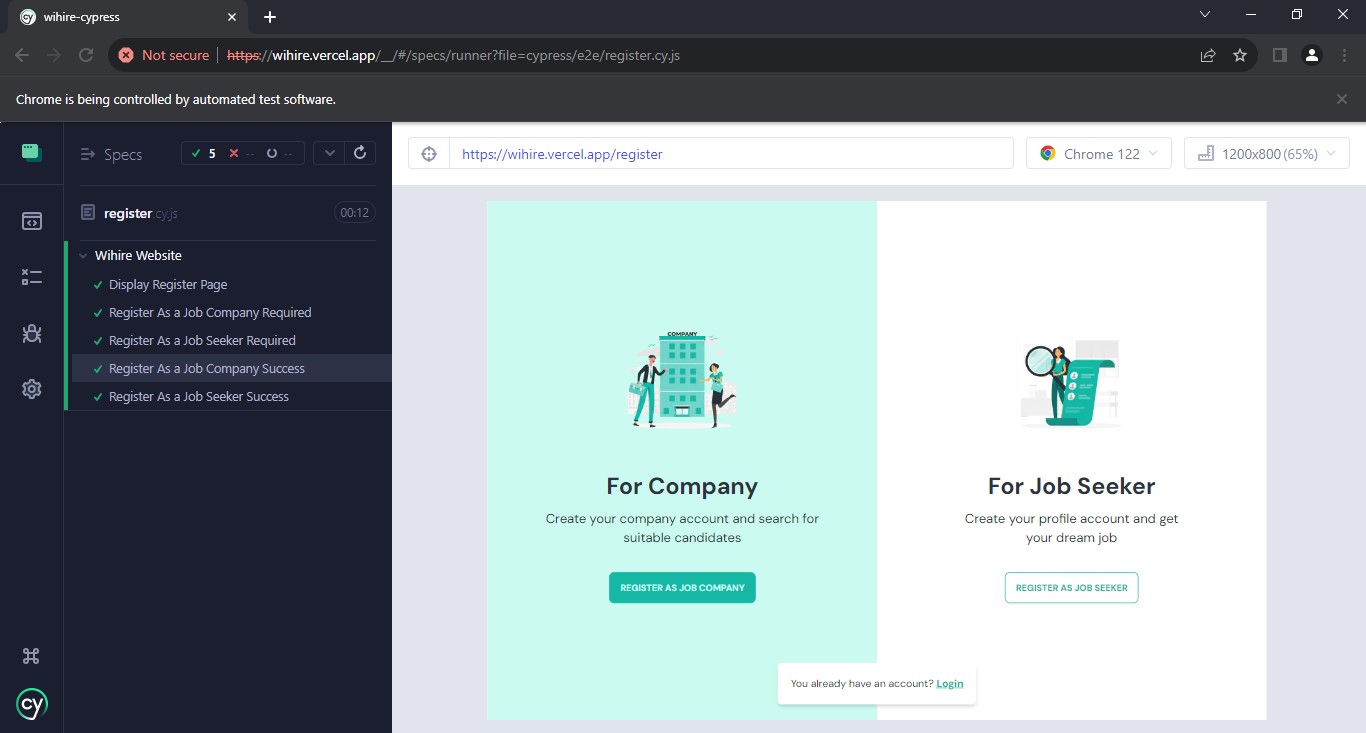 wihire-cypress
Not secure https://wihire.vercel.app/__/#/specs/runner?file=cypress/e2e/register.cy.js
Chrome is being controlled by automated test software.
Specs
5 -- --
register.cy.js 00:12
Wihire Website
Display Register Page
Register As a Job Company Required
Register As a Job Seeker Required
Register As a Job Company Success
Register As a Job Seeker Success
cy
https://wihire.vercel.app/register
Chrome 122
1200x800 (65%)
COMPANY
For Company
Create your company account and search for
suitable candidates
REGISTER AS JOB COMPANY
For Job Seeker
Create your profile account and get
your dream job
REGISTER AS JOB SEEKER
You already have an account? Login